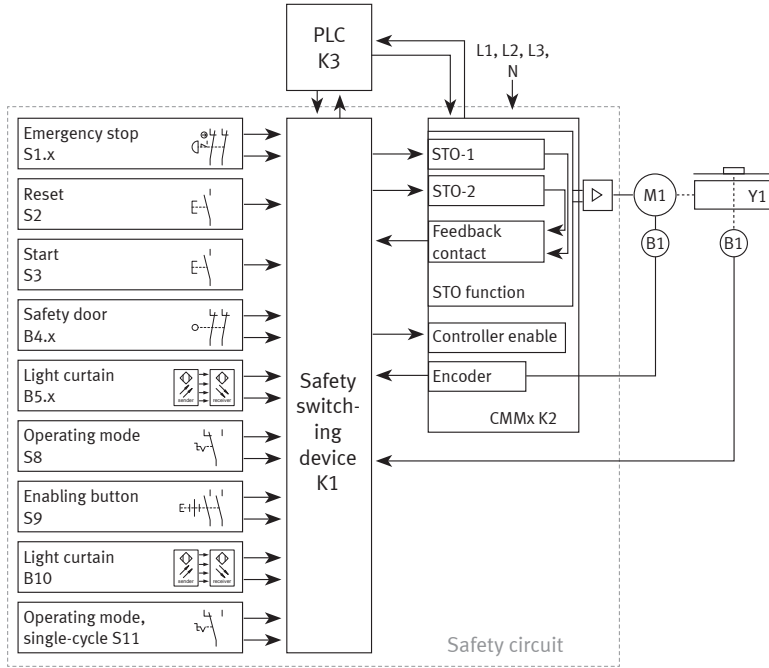 PLC
K3
L1, L2, L3,
N
Emergency stop
S1.x
Reset
S2
Start
S3
Safety door
B4.x
Light curtain
B5.x
sender
receiver
Operating mode
S8
Enabling button
S9
Light curtain
B10
sender
receiver
Operating mode,
single-cycle S11
Safety
switch-
ing
device
K1
STO-1
STO-2
Feedback
contact
STO function
Controller enable
Encoder
CMMx K2
M1
Y1
B1
B1
Safety circuit